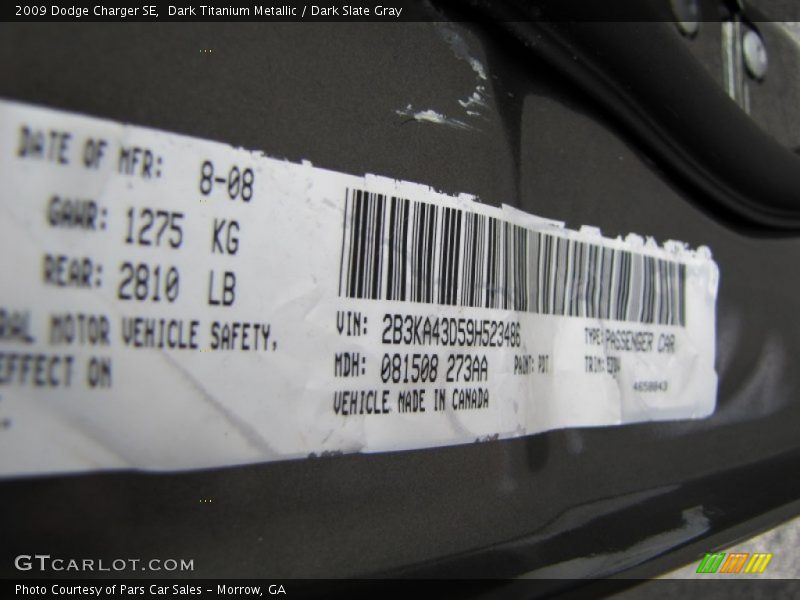 2009 Dodge Charger SE,  Dark Titanium Metallic / Dark Slate Gray
DATE OF MFR: 8-08
GAWR: 1275 KG
REAR: 2810 LB
RAL MOTOR VEHICLE SAFETY,
EFFECT ON
VIN: 2B3KA43D59H523486
TYPE: PASSENGER CAR
MDH: 081508 273AA
PAINT: PDT
TRIM:
VEHICLE MADE IN CANADA
4650843
GTCARLOT.COM
Photo Courtesy of Pars Car Sales - Morrow, GA